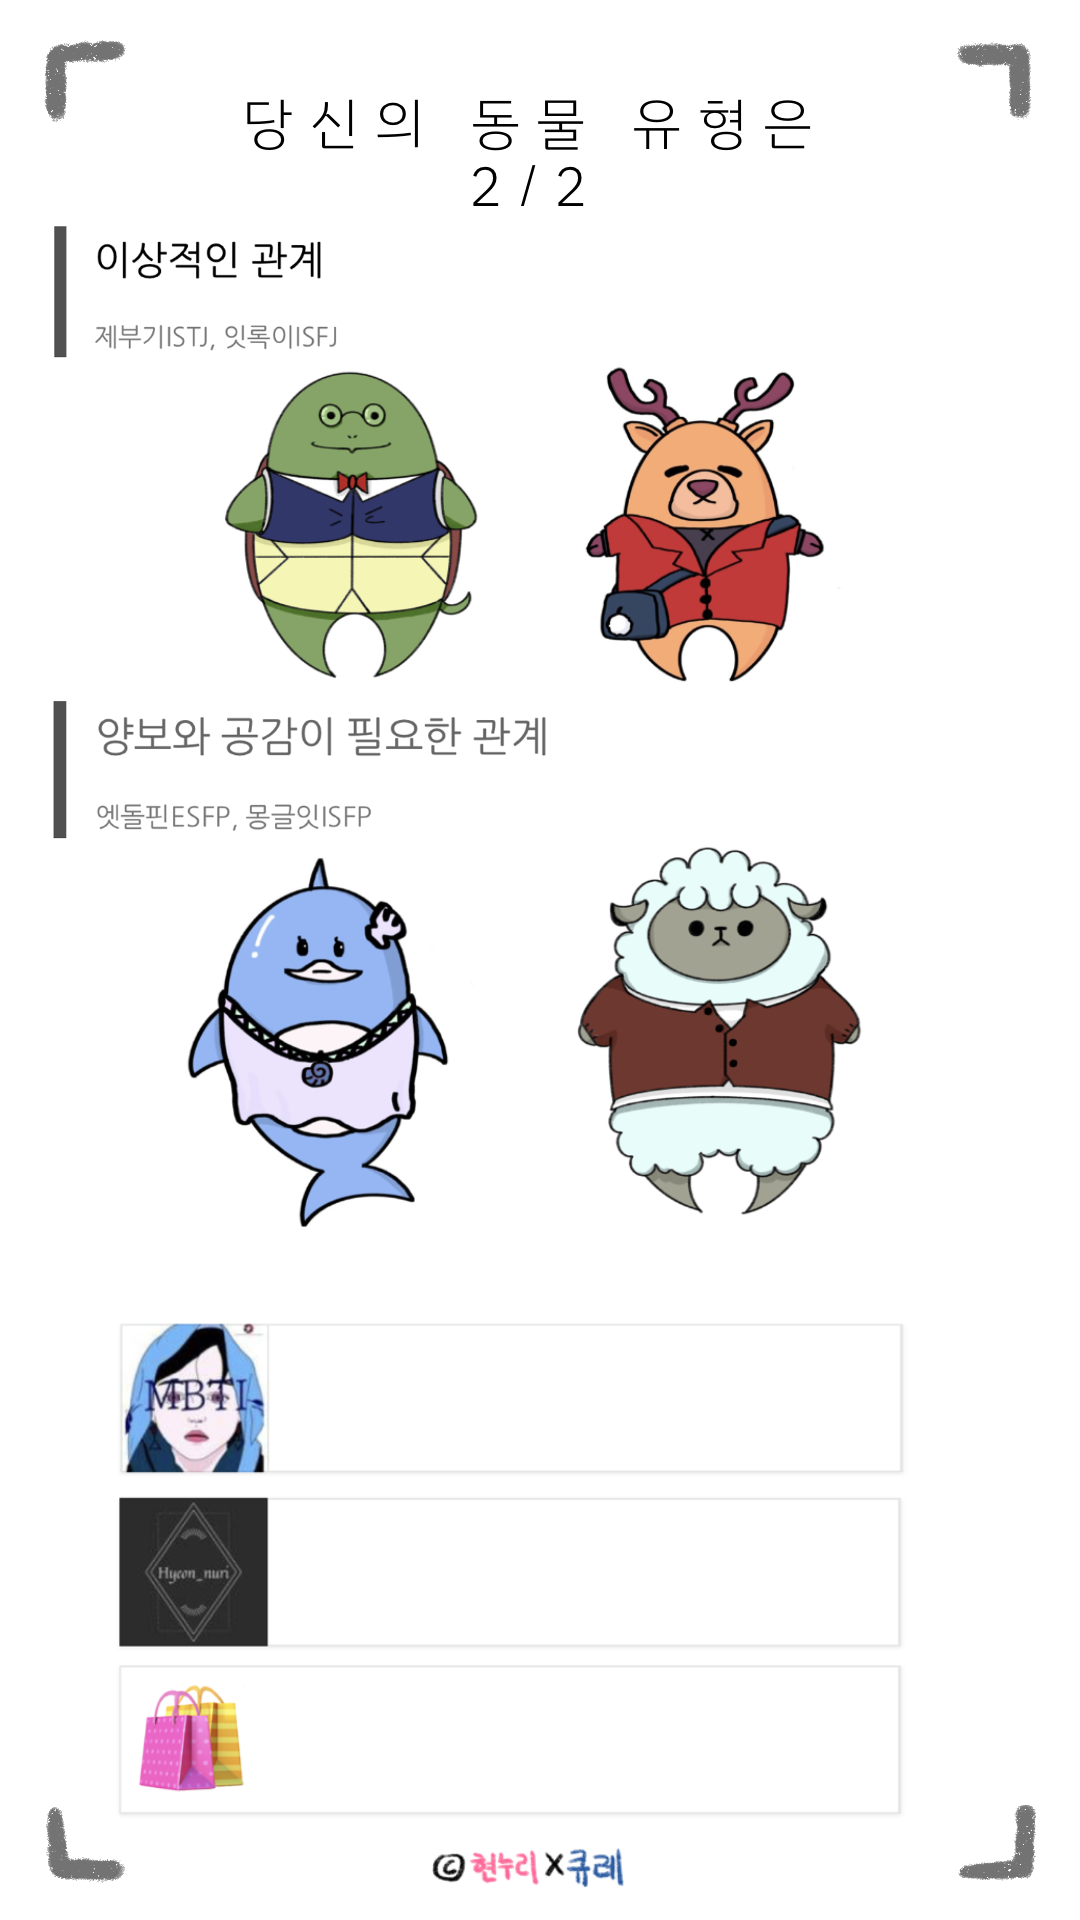 당신의 동물 유형은
2/2
이상적인 관계
제부기ISTJ, 잇록이ISFJ
양보와 공감이 필요한 관계
엣돌핀ESFP, 몽글잇ISFP
MBTI
Hyeon_nuri
ⓒ현누리X큐레